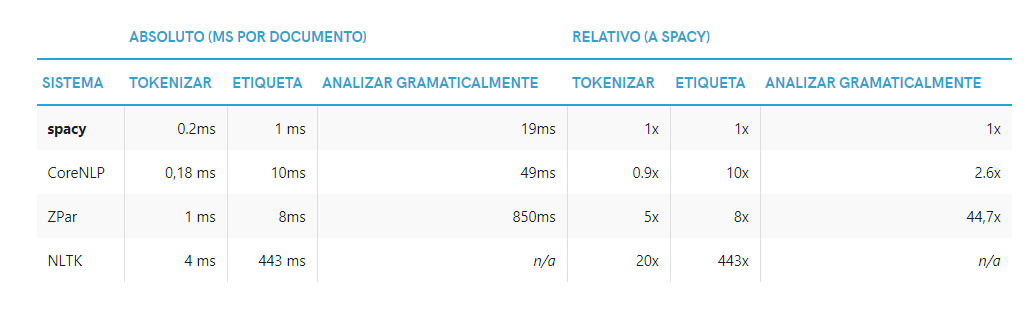 ABSOLUTO (MS POR DOCUMENTO) RELATIVO (A SPACY)
SISTEMA TOKENIZAR ETIQUETA ANALIZAR GRAMATICALMENTE TOKENIZAR ETIQUETA ANALIZAR GRAMATICALMENTE
spacy 0.2ms 1 ms 19ms 1x 1x 1x
CoreNLP 0,18 ms 10ms 49ms 0.9x 10x 2.6x
ZPar 1 ms 8ms 850ms 5x 8x 44,7x
NLTK 4 ms 443 ms n/a 20x 443x n/a